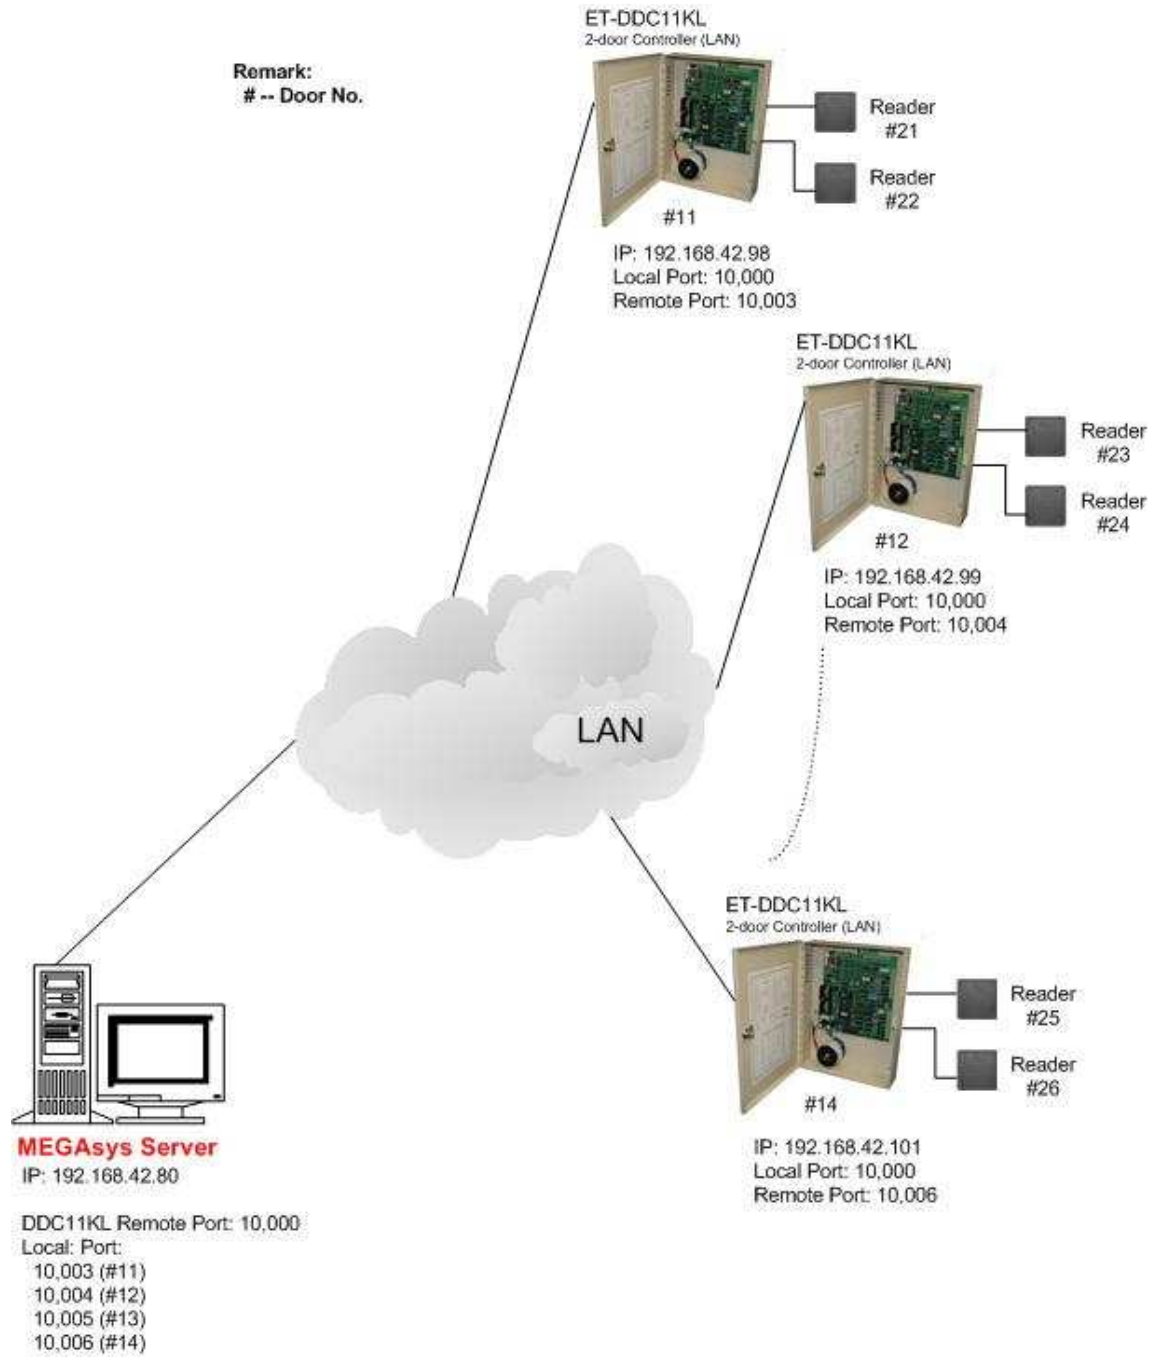 ET-DDC11KL
2-door Controller (LAN)
Remark:
# -- Door No.
Reader
#21
Reader
#22
#11
IP: 192.168.42.98
Local Port: 10,000
Remote Port: 10,003
ET-DDC11KL
2-door Controller (LAN)
Reader
#23
Reader
#24
#12
IP: 192.168.42.99
Local Port: 10,000
Remote Port: 10,004
LAN
ET-DDC11KL
2-door Controller (LAN)
Reader
#25
Reader
#26
#14
IP: 192.168.42.101
Local Port: 10,000
Remote Port: 10,006
MEGAsys Server
IP: 192.168.42.80
DDC11KL Remote Port: 10,000
Local: Port:
10,003 (#11)
10,004 (#12)
10,005 (#13)
10,006 (#14)